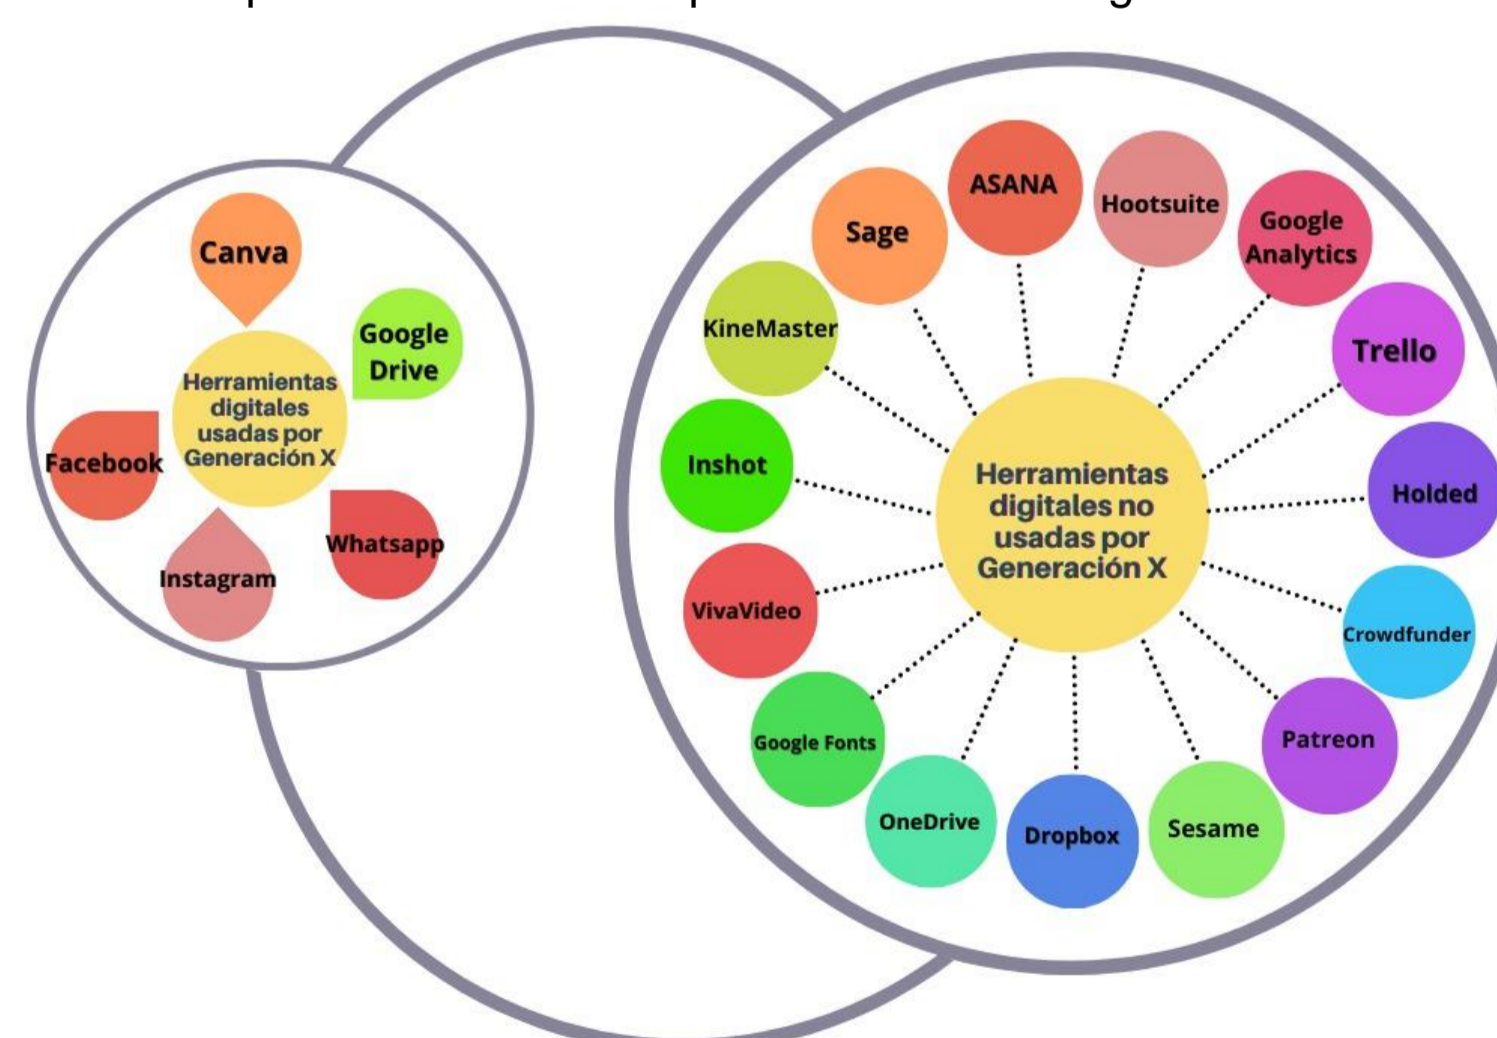 Canva
Google
Drive
Herramientas
digitales
usadas por
Generación X
Facebook
Whatsapp
Instagram
ASANA
Hootsuite
Sage
Google
Analytics
KineMaster
Trello
Inshot
Herramientas
digitales no
usadas por
Generación X
Holded
VivaVideo
Crowdfunder
Google Fonts
Patreon
OneDrive
Dropbox
Sesame